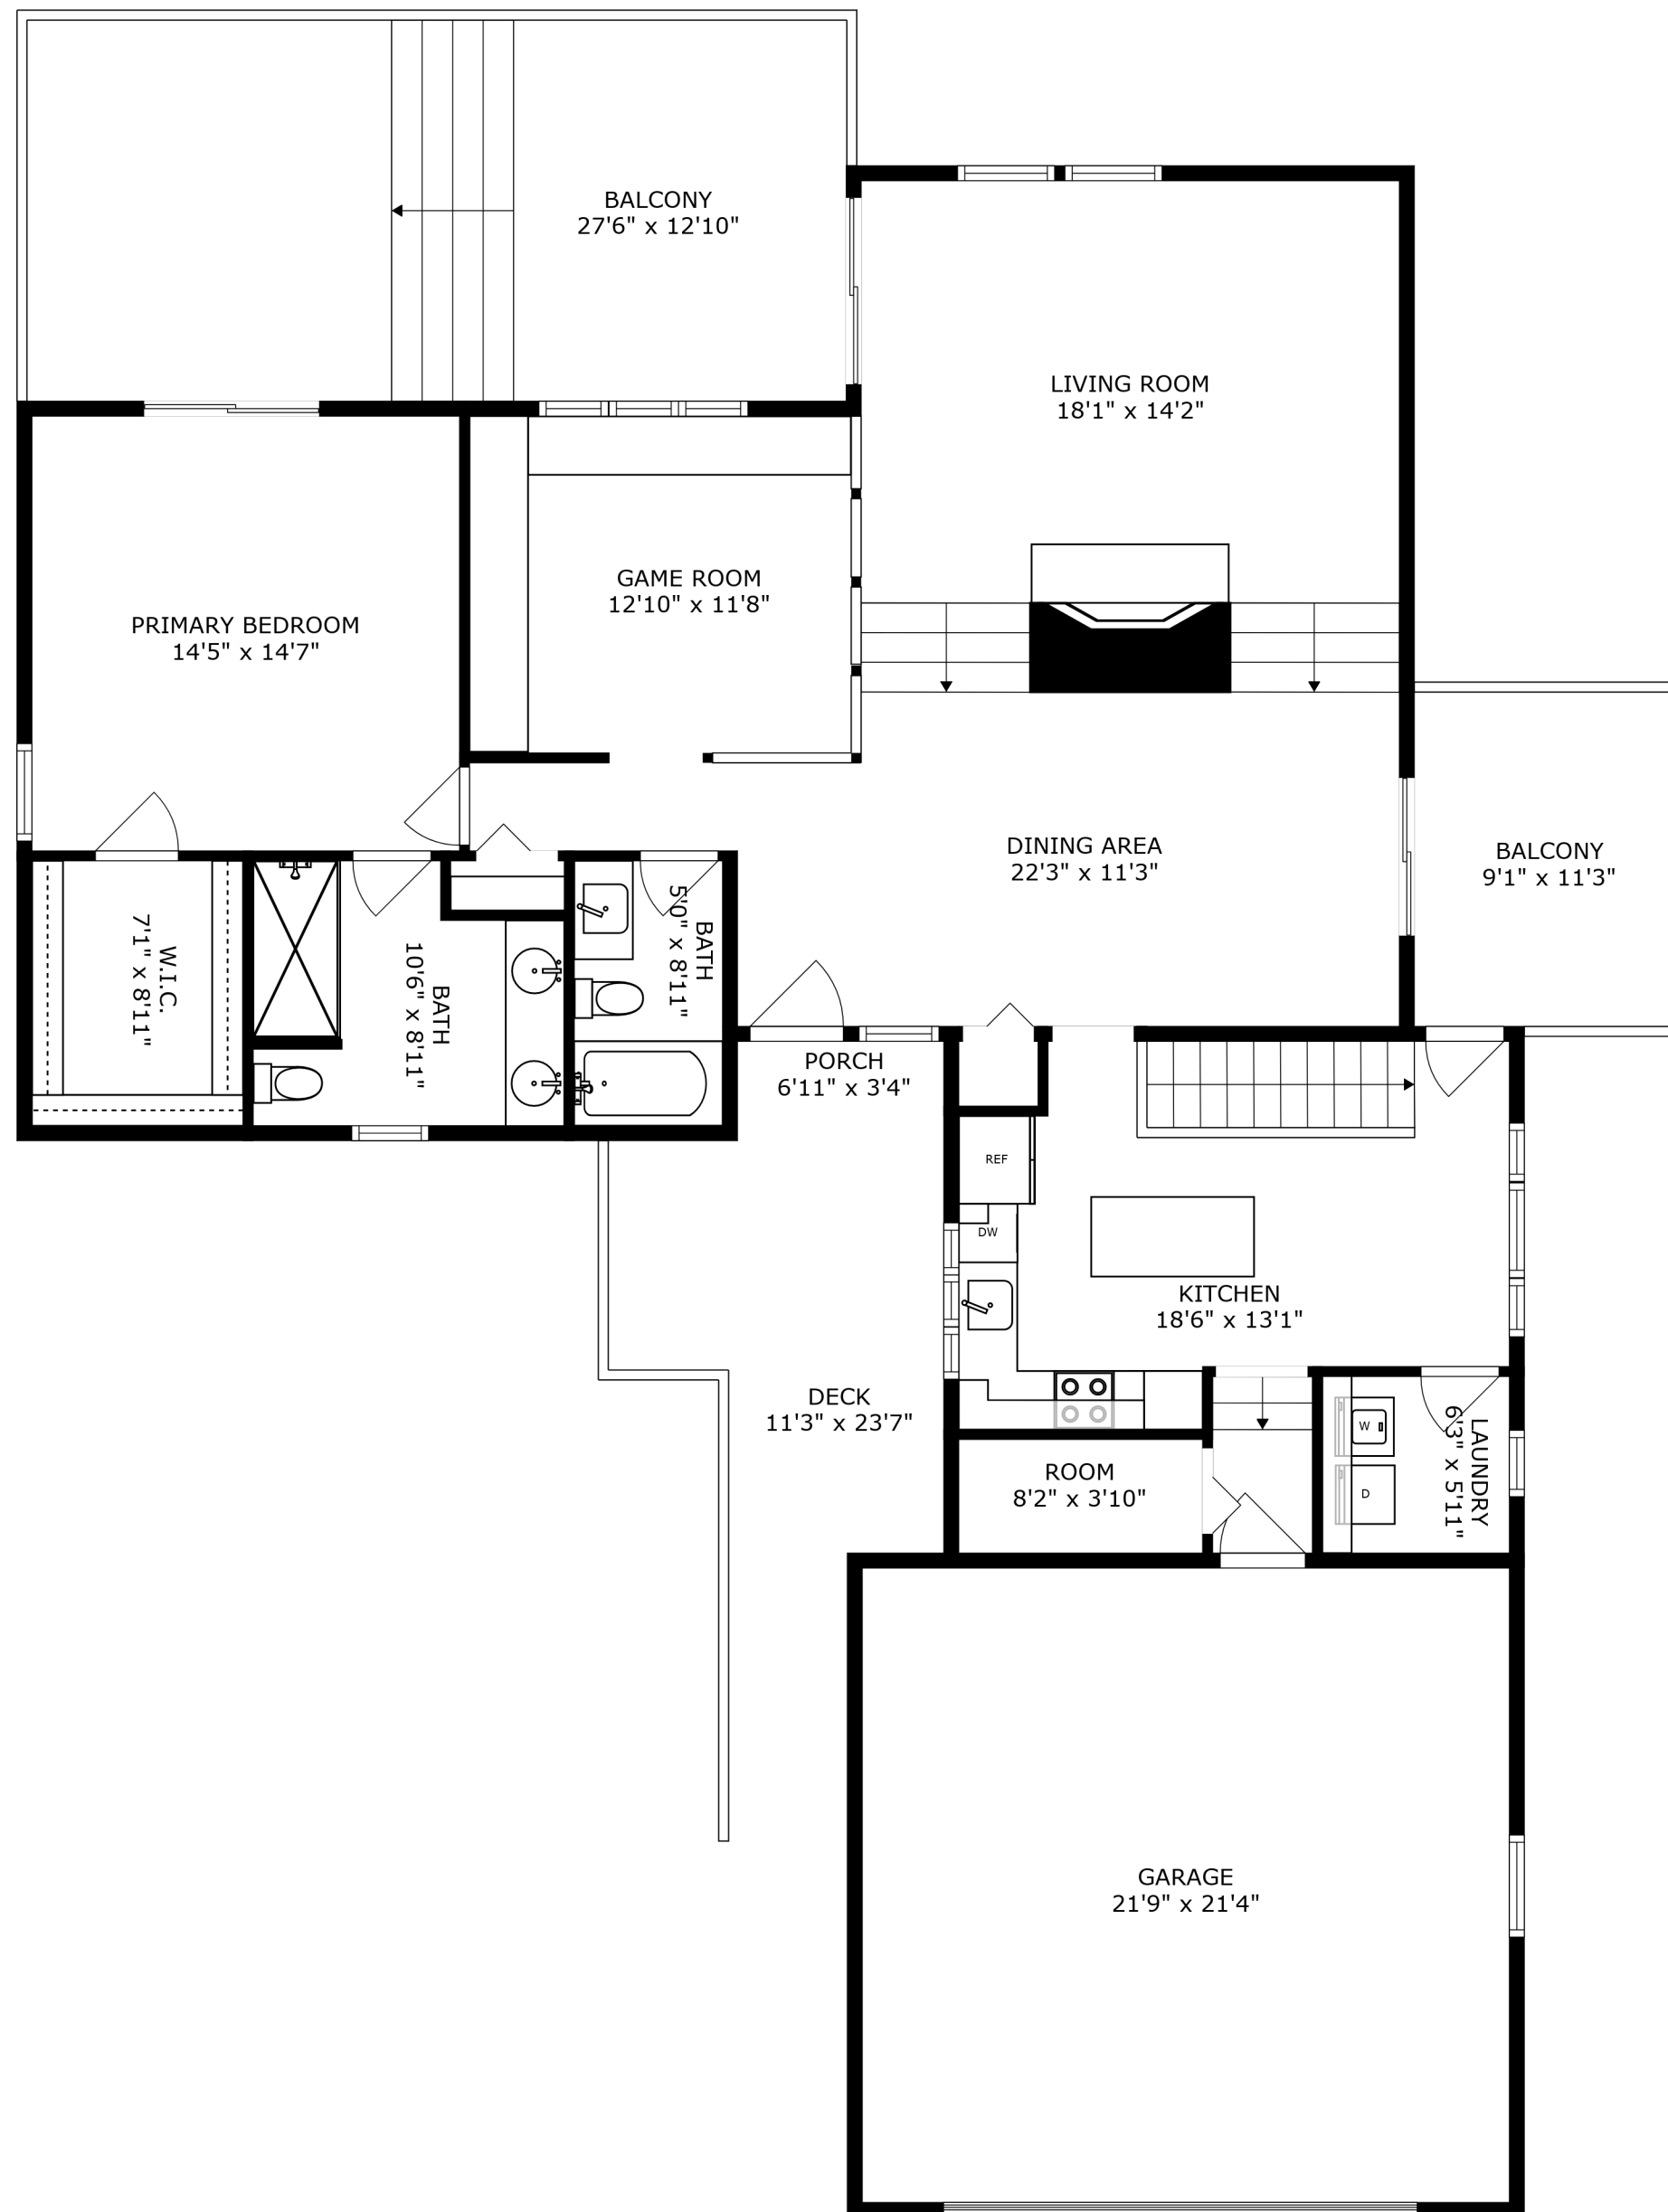 BALCONY
27'6" x 12'10"
LIVING ROOM
18'1" x 14'2"
GAME ROOM
12'10" x 11'8"
PRIMARY BEDROOM
14'5" x 14'7"
DINING AREA
22'3" x 11'3"
BALCONY
9'1" x 11'3"
W.I.C.
7'1" x 8'11"
BATH
10'6" x 8'11"
BATH
5'0" x 8'11"
PORCH
6'11" x 3'4"
REF
DW
KITCHEN
18'6" x 13'1"
DECK
11'3" x 23'7"
ROOM
8'2" x 3'10"
W
D
LAUNDRY
6'3" x 5'11"
GARAGE
21'9" x 21'4"